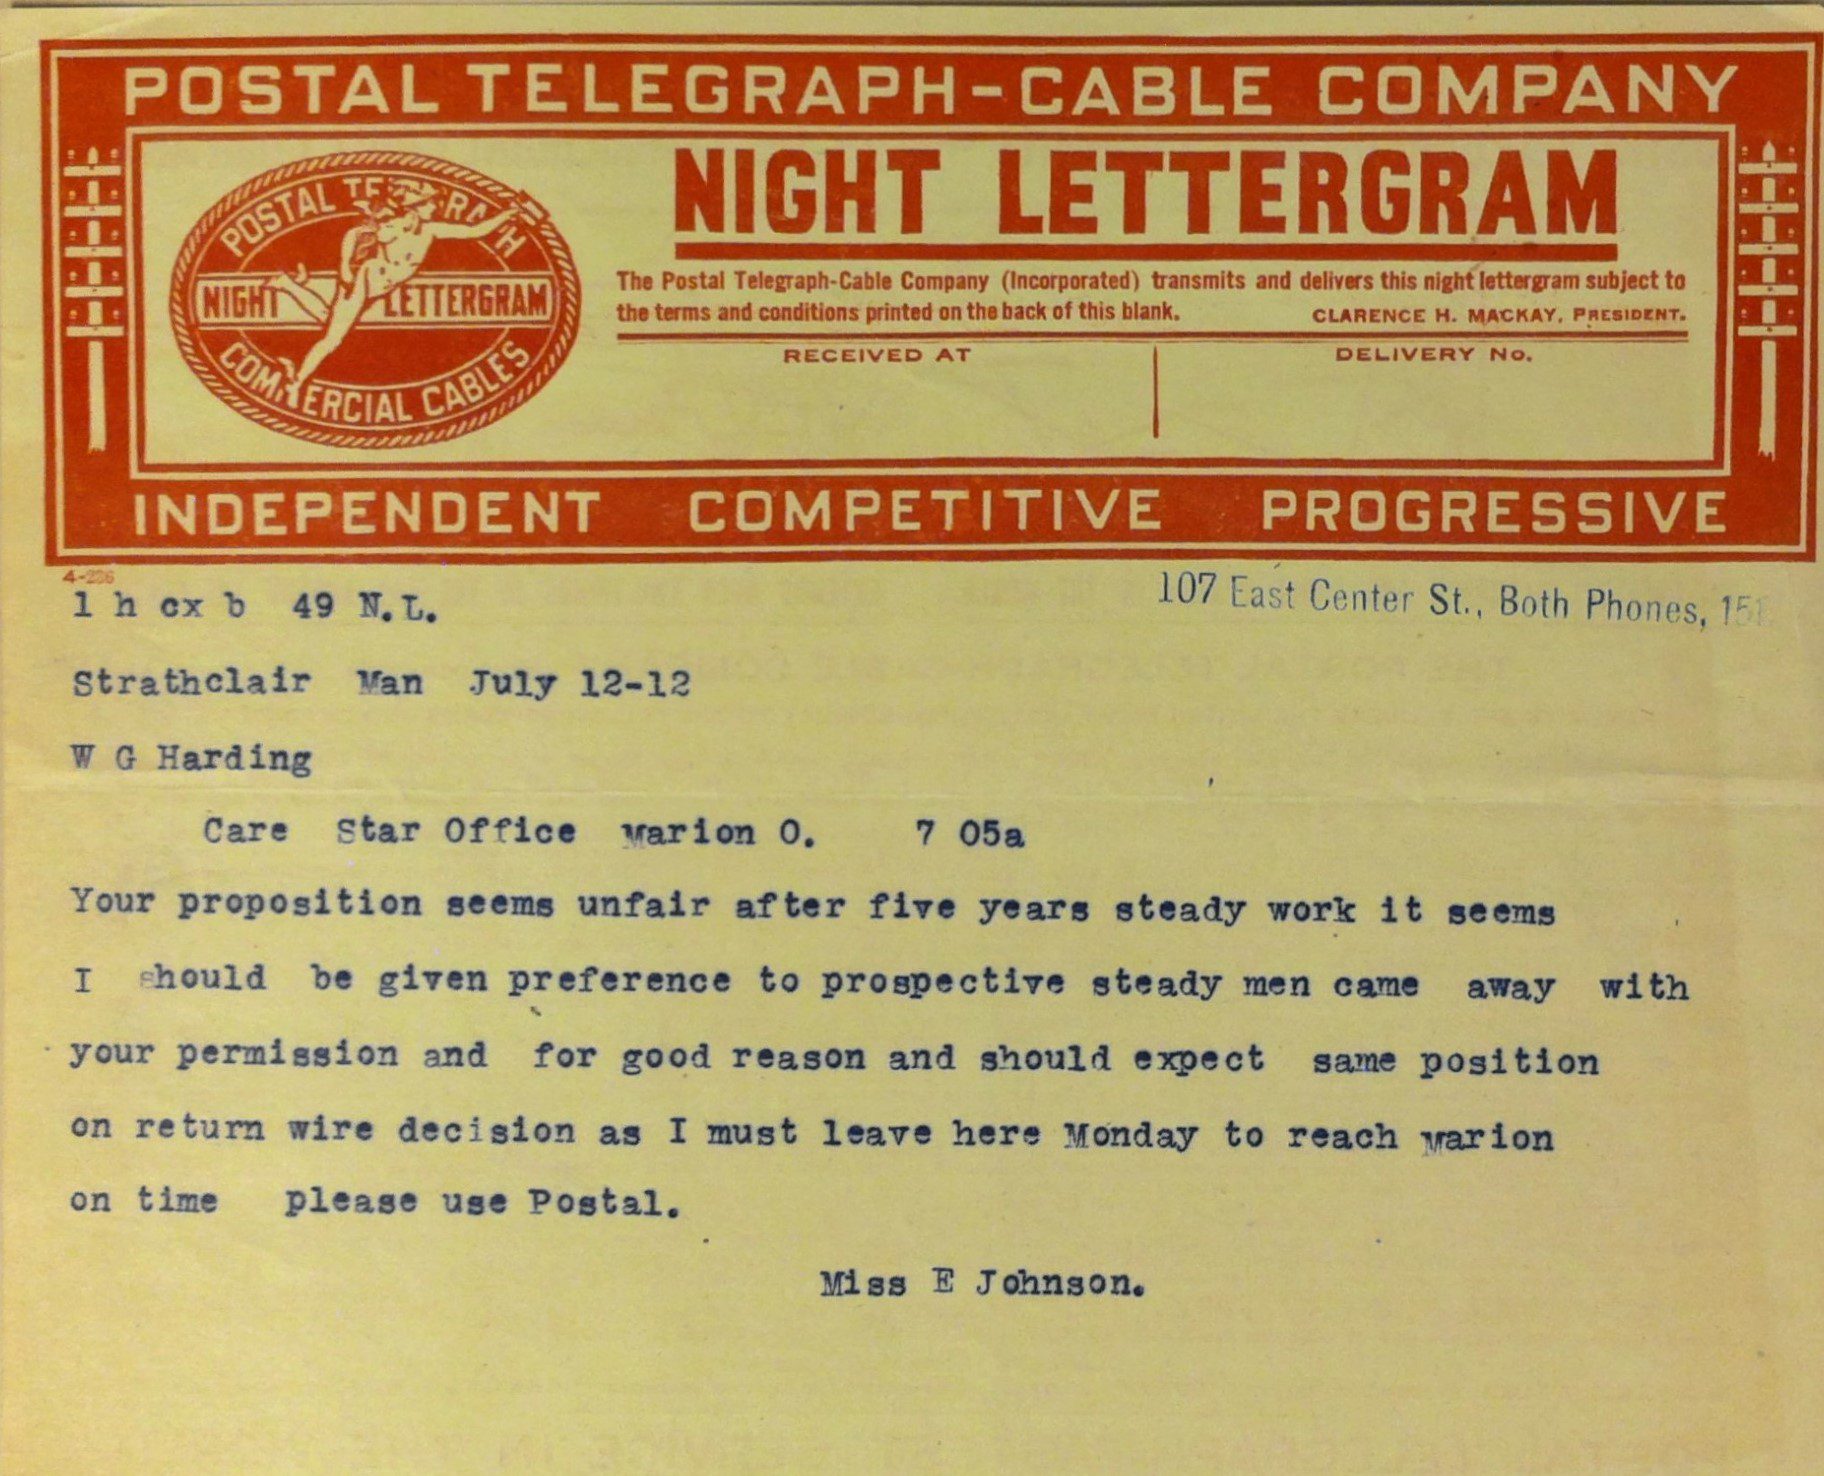 POSTAL TELEGRAPH-CABLE COMPANY
POSTAL TELEGRAPH
NIGHT LETTERGRAM
COMMERCIAL CABLES
NIGHT LETTERGRAM
The Postal Telegraph-Cable Company (Incorporated) transmits and delivers this night lettergram subject to
the terms and conditions printed on the back of this blank. CLARENCE H. MACKAY, PRESIDENT.
RECEIVED AT DELIVERY No.
INDEPENDENT COMPETITIVE PROGRESSIVE
107 East Center St., Both Phones,
1 h cx b 49 N.L.
Strathclair Man July 12-12
W G Harding
Care Star Office Marion O. 7 05a
Your proposition seems unfair after five years steady work it seems
I should be given preference to prospective steady men came away with
your permission and for good reason and should expect same position
on return wire decision as I must leave here Monday to reach Marion
on time please use Postal.
Miss E Johnson.